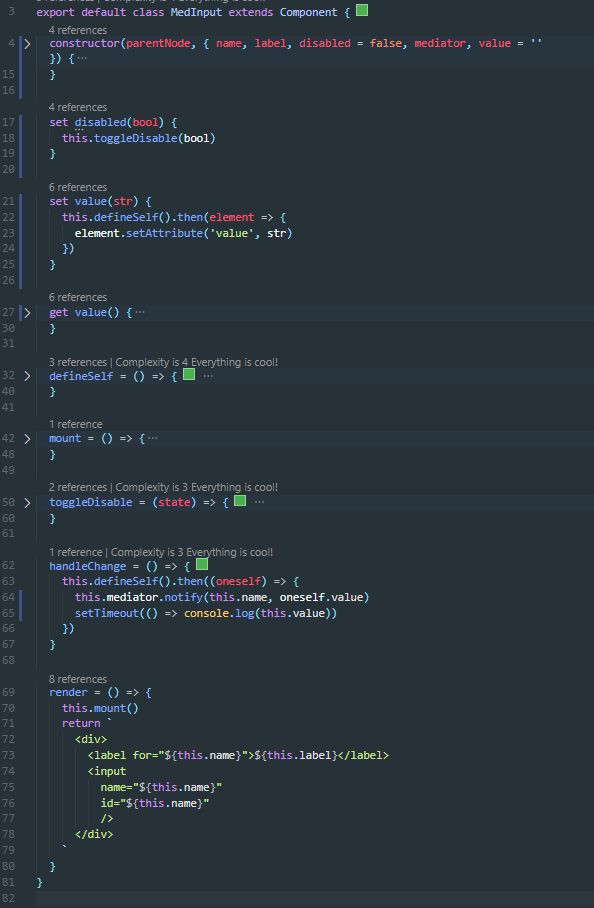 3 export default class MedInput extends Component {
4 references
4 constructor(parentNode, { name, label, disabled = false, mediator, value = ''
}) {···
15 }
16
4 references
17 set disabled(bool) {
18 this.toggleDisable(bool)
19 }
20
6 references
21 set value(str) {
22 this.defineSelf().then(element => {
23 element.setAttribute('value', str)
24 })
25 }
26
6 references
27 get value() {···
30 }
31
3 references | Complexity is 4 Everything is cool!
32 defineSelf = () => { ···
40 }
41
1 reference
42 mount = () => {···
48 }
49
2 references | Complexity is 3 Everything is cool!
50 toggleDisable = (state) => { ···
60 }
61
1 reference | Complexity is 3 Everything is cool!
62 handleChange = () => {
63 this.defineSelf().then((oneself) => {
64 this.mediator.notify(this.name, oneself.value)
65 setTimeout(() => console.log(this.value))
66 })
67 }
68
8 references
69 render = () => {
70 this.mount()
71 return `
72 <div>
73 <label for="${this.name}">${this.label}</label>
74 <input
75 name="${this.name}"
76 id="${this.name}"
77 />
78 </div>
79 `
80 }
81 }
82